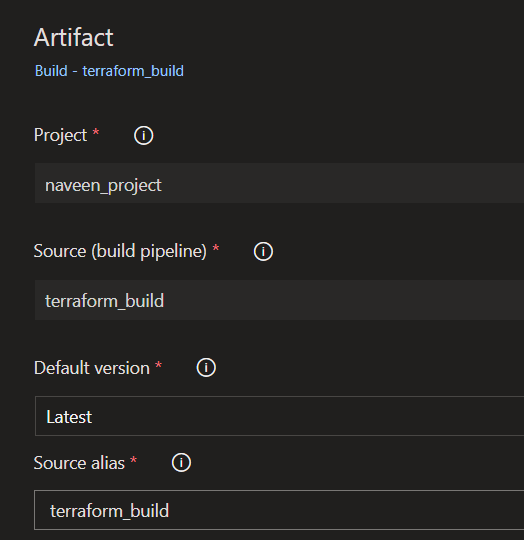 Artifact
Build - terraform_build
Project *
naveen_project
Source (build pipeline) *
terraform_build
Default version *
Latest
Source alias *
terraform_build